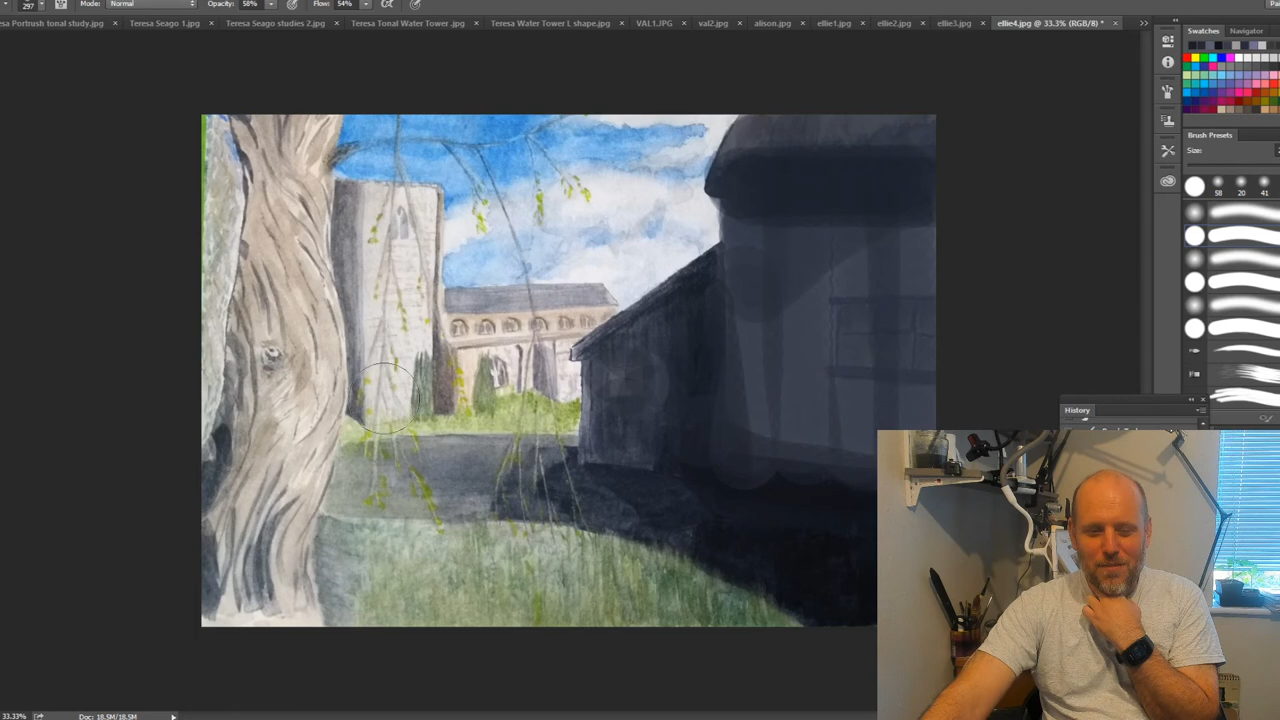 297 Mode: Normal Opacity: 58% Flow: 54%
Portrush tonal study.jpg × Teresa Seago 1.jpg × Teresa Seago studies 2.jpg × Teresa Tonal Water Tower .jpg × Teresa Water Tower L shape.jpg × VAL1.JPG × val2.jpg × alison.jpg × ellie1.jpg × ellie2.jpg × ellie3.jpg × ellie4.jpg @ 33.3% (RGB/8) * ×
Swatches Navigator
Brush Presets
Size:
58 20 41
History
33.33% Doc: 18.5M/18.5M